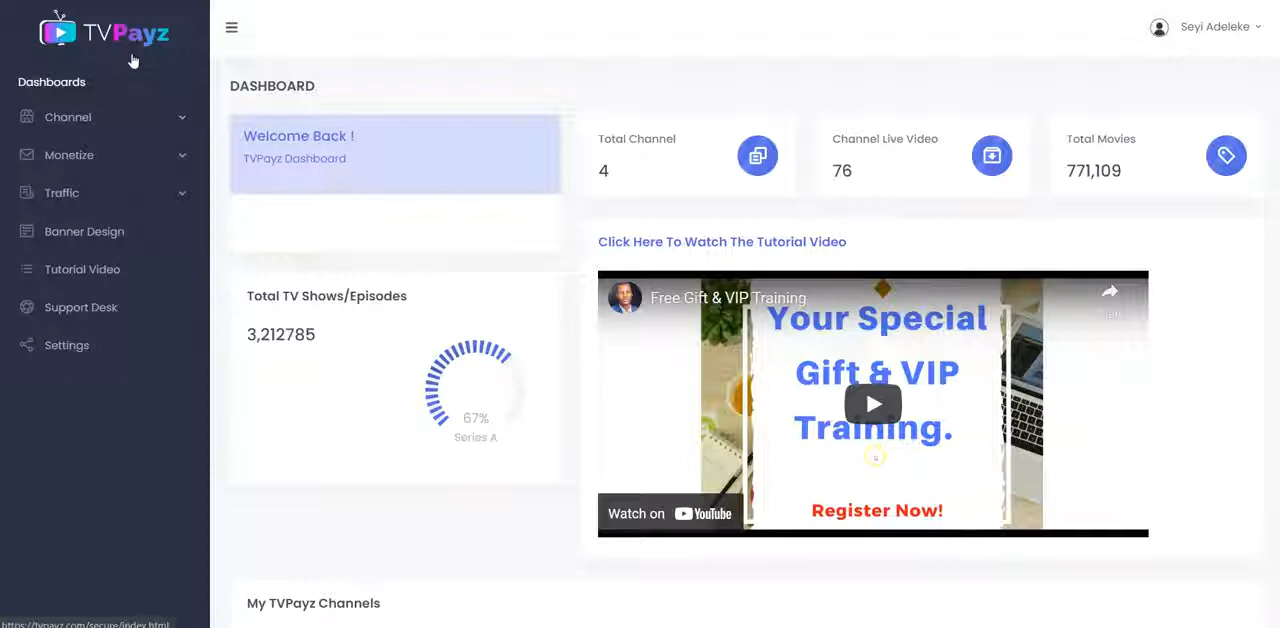 TVPayz
Seyi Adeleke
Dashboards
Channel
Monetize
Traffic
Banner Design
Tutorial Video
Support Desk
Settings
https://tvpayz.com/secure/index.html
DASHBOARD
Welcome Back !
TVPayz Dashboard
Total Channel
4
Channel Live Video
76
Total Movies
771,109
Total TV Shows/Episodes
3,212785
67%
Series A
Click Here To Watch The Tutorial Video
Free Gift & VIP Training
Your Special
Gift & VIP
Training.
Register Now!
Watch on YouTube
My TVPayz Channels